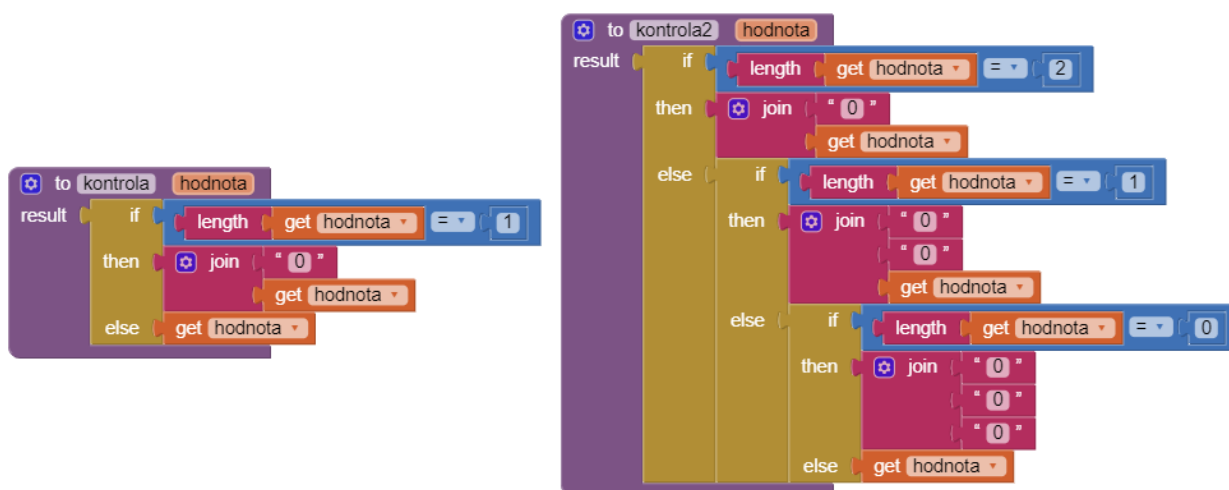 to kontrola hodnota
result if length get hodnota = 1
then join " 0 "
get hodnota
else get hodnota
to kontrola2 hodnota
result if length get hodnota = 2
then join " 0 "
get hodnota
else if length get hodnota = 1
then join " 0 "
" 0 "
get hodnota
else if length get hodnota = 0
then join " 0 "
" 0 "
" 0 "
else get hodnota